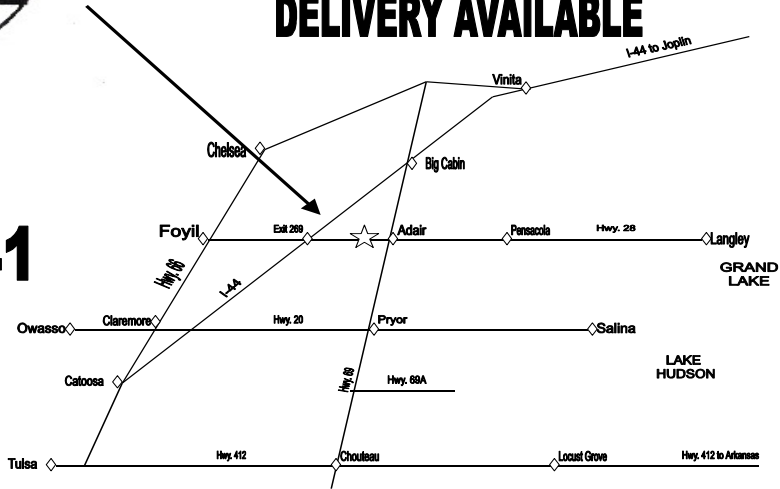 DELIVERY AVAILABLE
I-44 to Joplin
Vinita
Chelsea
Big Cabin
Foyil
Exit 269
Adair
Pensacola
Hwy. 28
Langley
GRAND
LAKE
Hwy. 66
I-44
-1
Claremore
Owasso
Hwy. 20
Pryor
Salina
LAKE
HUDSON
Catoosa
Hwy. 69
Hwy. 69A
Tulsa
Hwy. 412
Chouteau
Locust Grove
Hwy. 412 to Arkansas